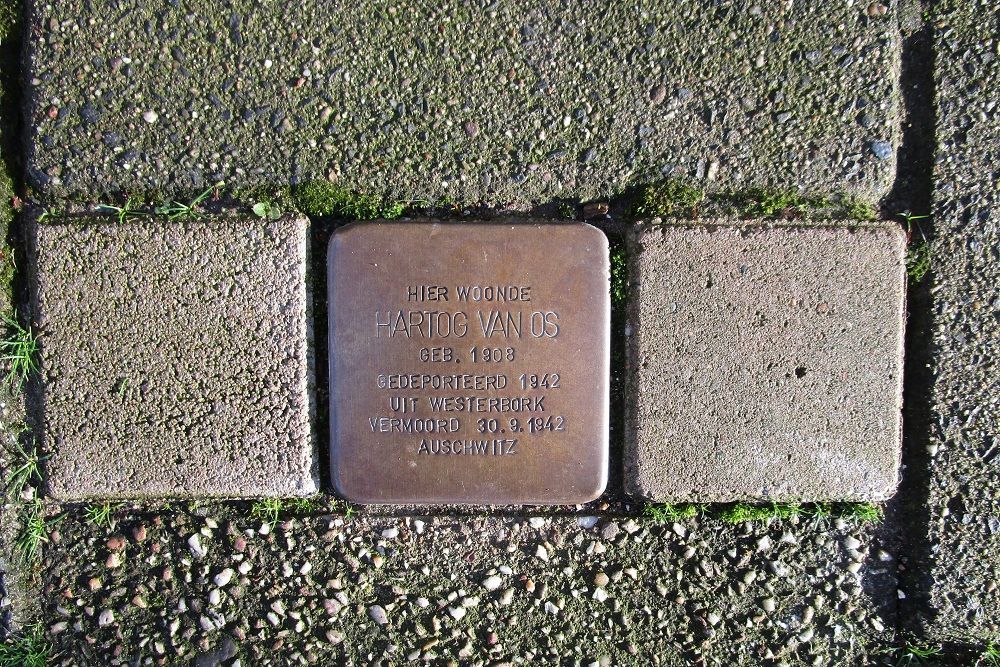 HIER WOONDE
HARTOG VAN OS
GEB. 1908
GEDEPORTEERD 1942
UIT WESTERBORK
VERMOORD 30.9.1942
AUSCHWITZ